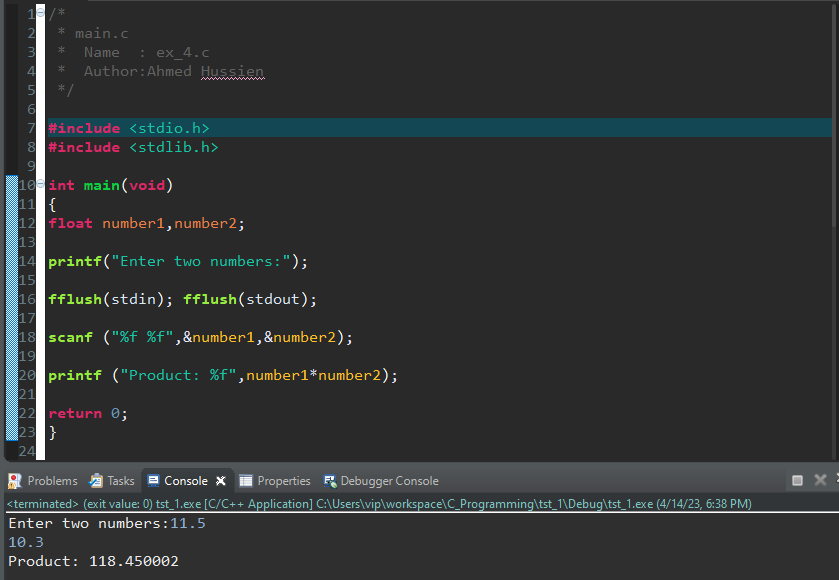 1 /*
2  * main.c
3  *  Name  : ex_4.c
4  *  Author:Ahmed Hussien
5  */
6
7 #include <stdio.h>
8 #include <stdlib.h>
9
10 int main(void)
11 {
12 float number1,number2;
13
14 printf("Enter two numbers:");
15
16 fflush(stdin); fflush(stdout);
17
18 scanf ("%f %f",&number1,&number2);
19
20 printf ("Product: %f",number1*number2);
21
22 return 0;
23 }
24
Problems Tasks Console Properties Debugger Console
<terminated> (exit value: 0) tst_1.exe [C/C++ Application] C:\Users\vip\workspace\C_Programming\tst_1\Debug\tst_1.exe (4/14/23, 6:38 PM)
Enter two numbers:11.5
10.3
Product: 118.450002